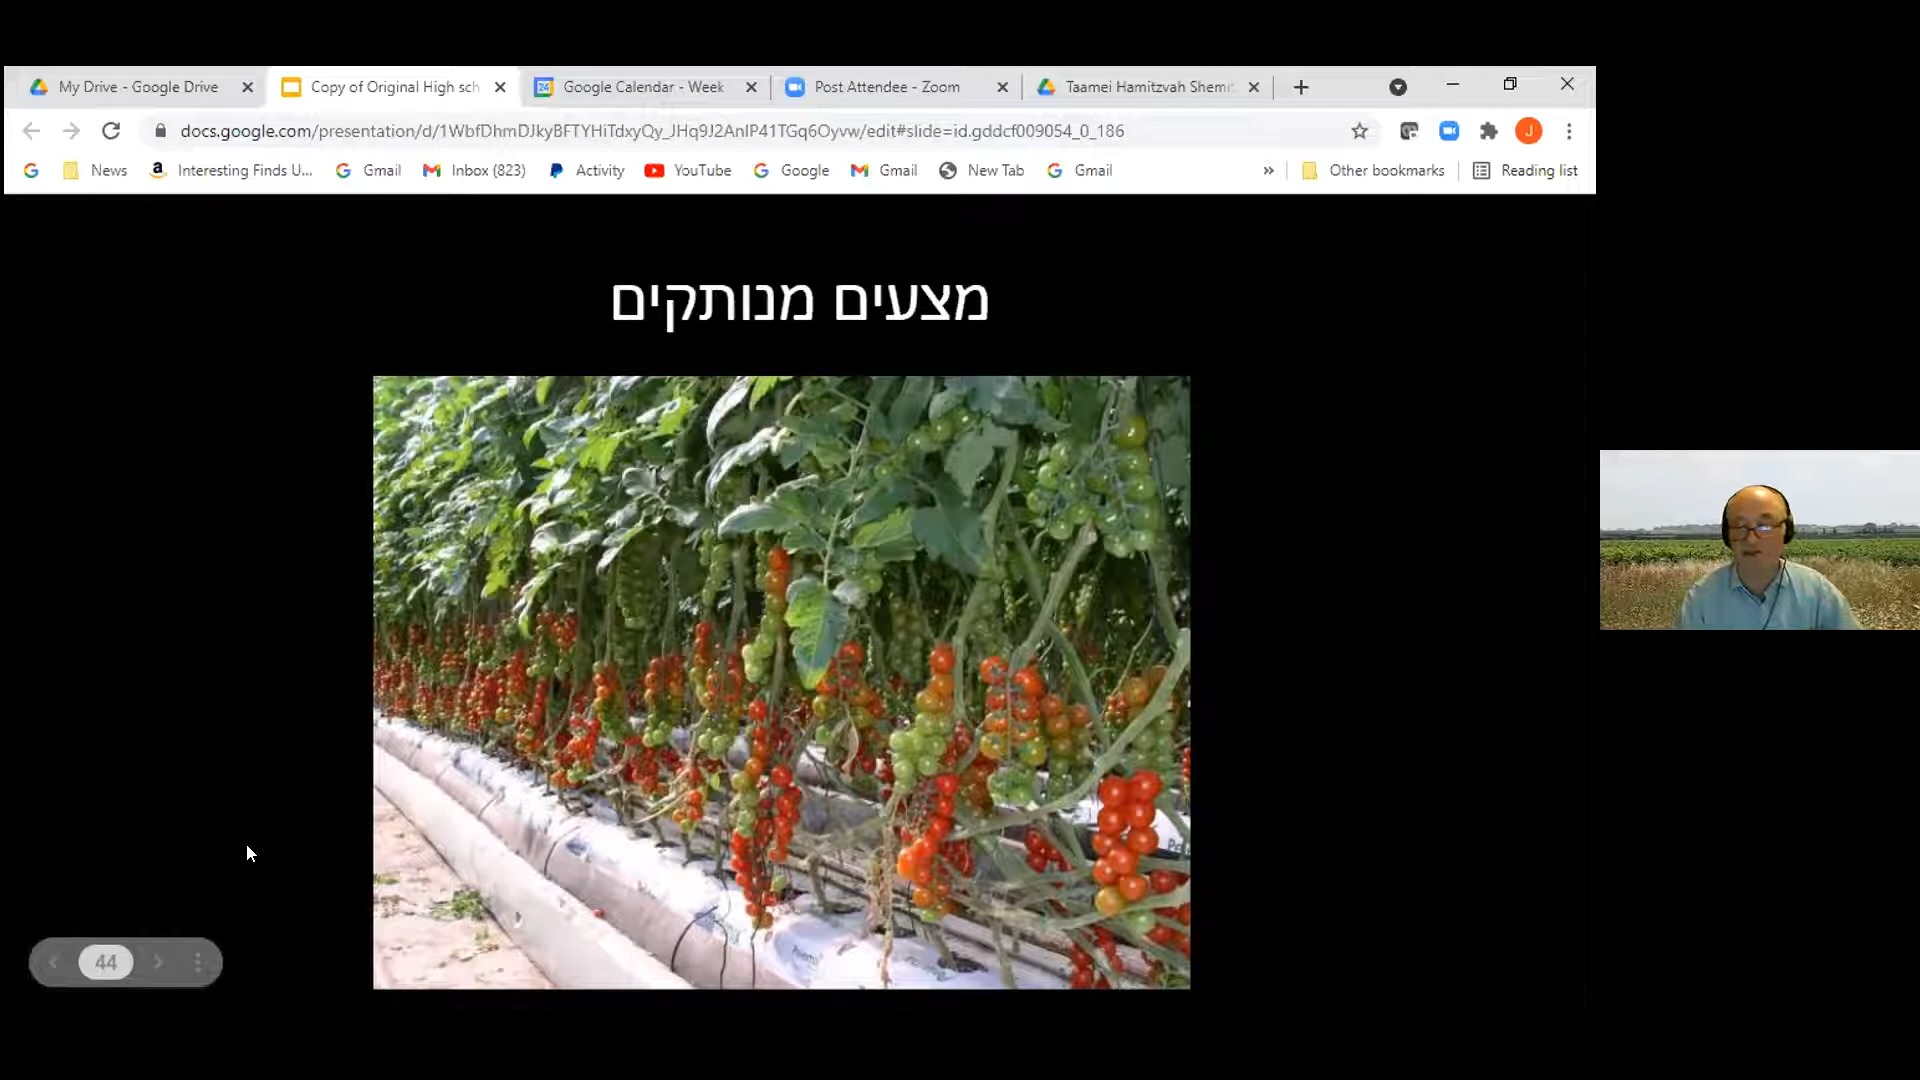 My Drive - Google Drive
Copy of Original High sch
Google Calendar - Week
Post Attendee - Zoom
Taamei Hamitzvah Shemi
docs.google.com/presentation/d/1WbfDhmDJkyBFTYHiTdxyQy_JHq9J2AnIP41TGq6Oyvw/edit#slide=id.gddcf009054_0_186
J
News
Interesting Finds U...
Gmail
Inbox (823)
Activity
YouTube
Google
Gmail
New Tab
Gmail
»
Other bookmarks
Reading list
מצעים מנותקים
44